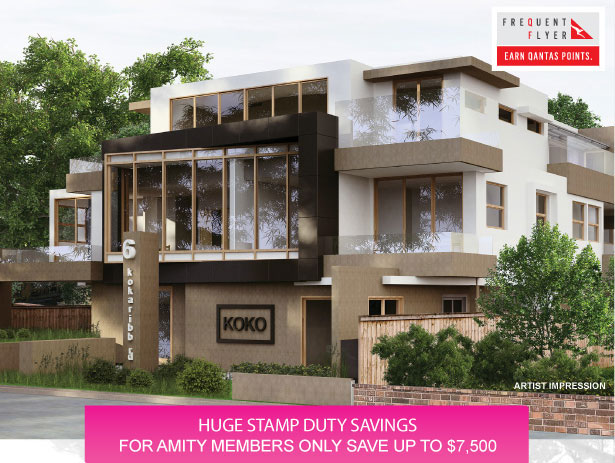 FREQUENT
FLYER
EARN QANTAS POINTS.
6
kokaribb rd
KOKO
ARTIST IMPRESSION
HUGE STAMP DUTY SAVINGS
FOR AMITY MEMBERS ONLY SAVE UP TO $7,500